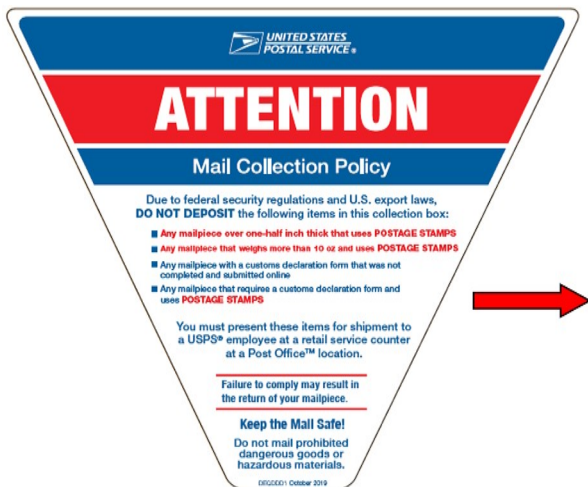 UNITED STATES
POSTAL SERVICE®
ATTENTION
Mail Collection Policy
Due to federal security regulations and U.S. export laws,
DO NOT DEPOSIT the following items in this collection box:
■ Any mailpiece over one-half inch thick that uses POSTAGE STAMPS
■ Any mailpiece that weighs more than 10 oz and uses POSTAGE STAMPS
■ Any mailpiece with a customs declaration form that was not
completed and submitted online
■ Any mailpiece that requires a customs declaration form and
uses POSTAGE STAMPS
You must present these items for shipment to
a USPS® employee at a retail service counter
at a Post Office™ location.
Failure to comply may result in
the return of your mailpiece.
Keep the Mail Safe!
Do not mail prohibited
dangerous goods or
hazardous materials.
October 2019